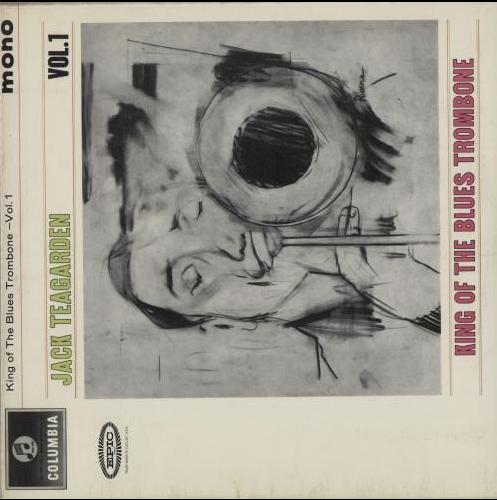 mono
King of The Blues Trombone – Vol. 1
VOL.1
JACK TEAGARDEN
KING OF THE BLUES TROMBONE
COLUMBIA
EPIC